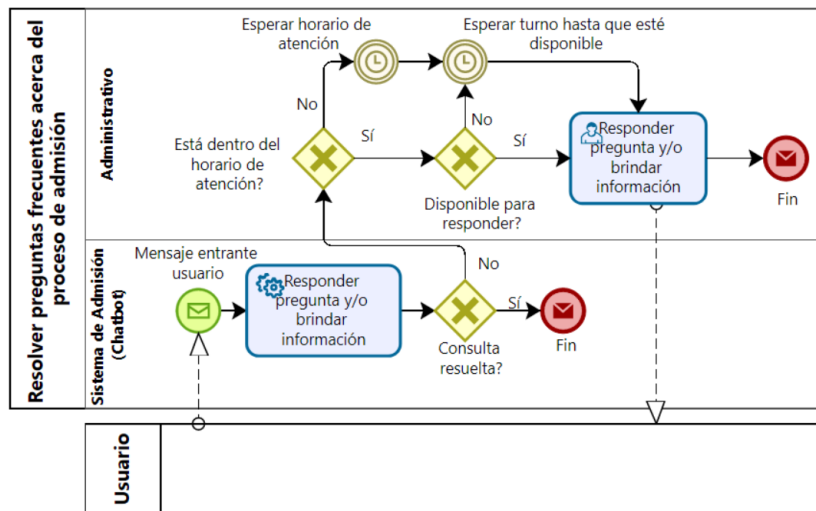 Resolver preguntas frecuentes acerca del
proceso de admisión
Administrativo
Esperar horario de
atención
Esperar turno hasta que esté
disponible
No
Sí
No
Sí
Está dentro del
horario de
atención?
Disponible para
responder?
Responder
pregunta y/o
brindar
información
Fin
Sistema de Admisión
(Chatbot)
Mensaje entrante
usuario
Responder
pregunta y/o
brindar
información
No
Sí
Consulta
resuelta?
Fin
Usuario